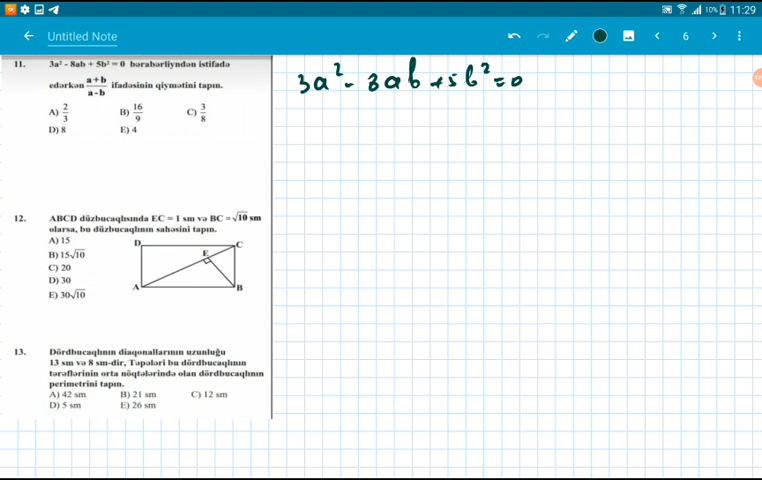 10% 11:29
Untitled Note
6
11. 3a² - 8ab + 5b² = 0 bərabərliyndən istifadə
edərkən a+b/a-b ifadəsinin qiymətini tapın.
A) 2/3 B) 16/9 C) 3/8
D) 8 E) 4
3a² - 8ab + 5b² = 0
12. ABCD düzbucaqlısında EC = 1 sm və BC = √10 sm
olarsa, bu düzbucaqlının sahəsini tapın.
A) 15
B) 15√10
C) 20
D) 30
E) 30√10
D C
E
A B
13. Dördbucaqlının diaqonallarının uzunluğu
13 sm və 8 sm-dir, Təpələri bu dördbucaqlının
tərəflərinin orta nöqtələrində olan dördbucaqlının
perimetrini tapın.
A) 42 sm B) 21 sm C) 12 sm
D) 5 sm E) 26 sm